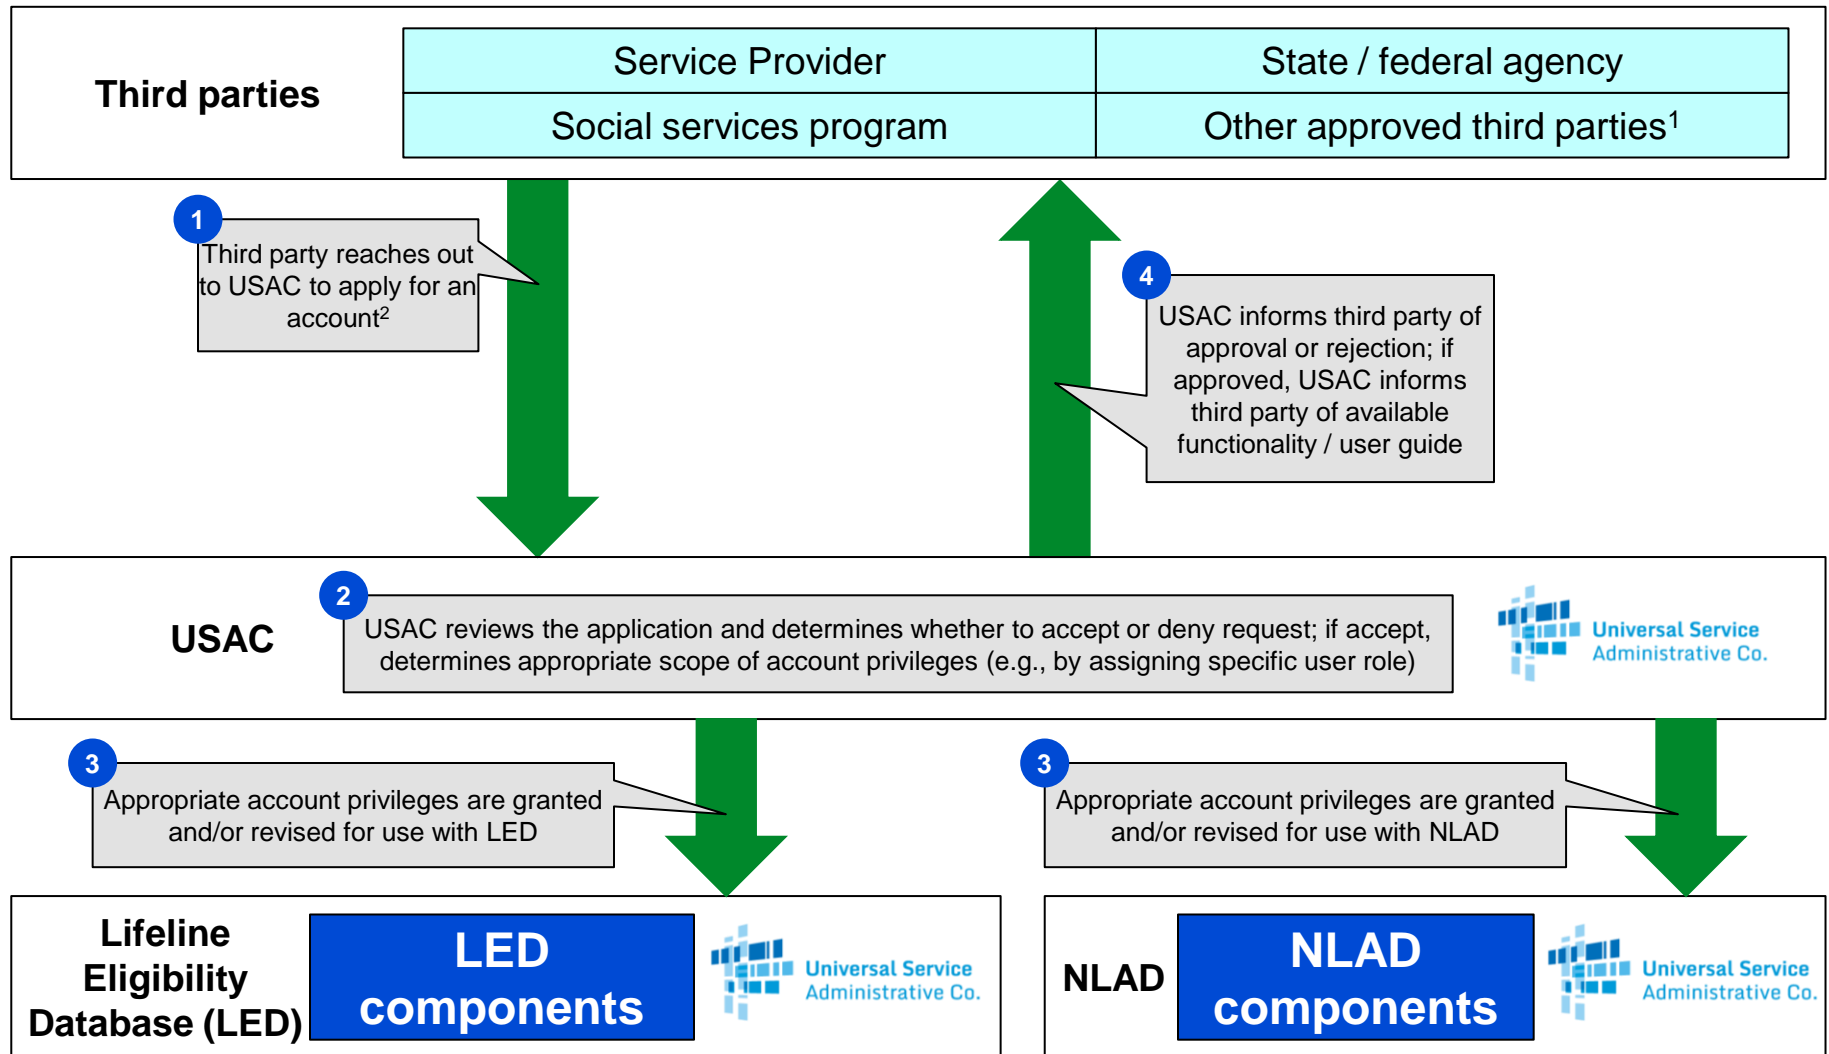 Third parties
Service Provider
State / federal agency
Social services program
Other approved third parties¹
1
Third party reaches out
to USAC to apply for an
account²
4
USAC informs third party of
approval or rejection; if
approved, USAC informs
third party of available
functionality / user guide
USAC
2
USAC reviews the application and determines whether to accept or deny request; if accept,
determines appropriate scope of account privileges (e.g., by assigning specific user role)
Universal Service
Administrative Co.
3
Appropriate account privileges are granted
and/or revised for use with LED
3
Appropriate account privileges are granted
and/or revised for use with NLAD
Lifeline
Eligibility
Database (LED)
LED
components
Universal Service
Administrative Co.
NLAD
NLAD
components
Universal Service
Administrative Co.